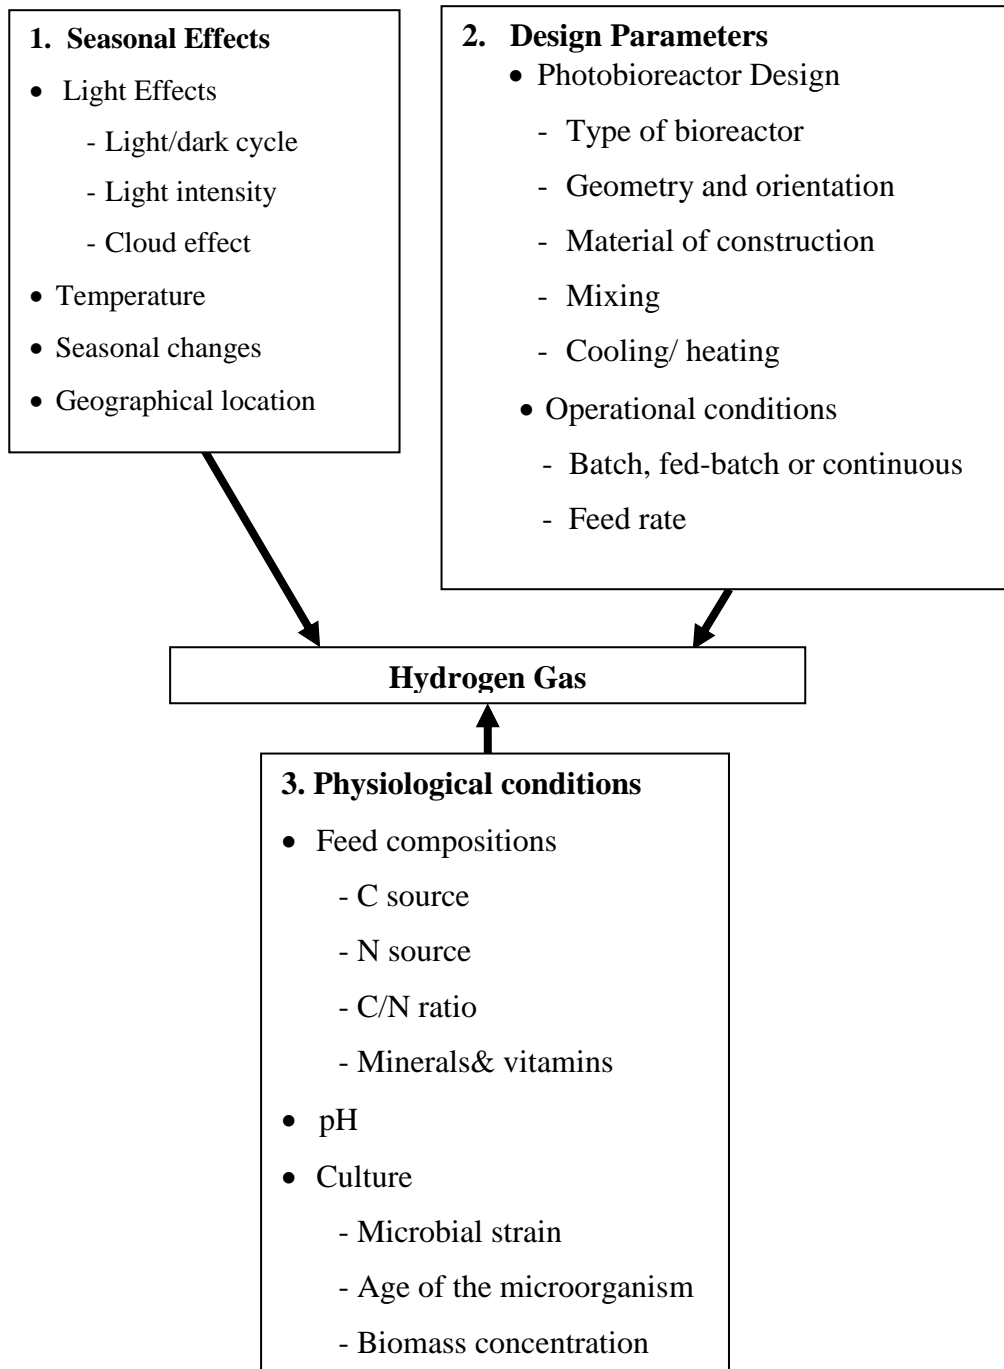 1. Seasonal Effects
• Light Effects
- Light/dark cycle
- Light intensity
- Cloud effect
• Temperature
• Seasonal changes
• Geographical location
2. Design Parameters
• Photobioreactor Design
- Type of bioreactor
- Geometry and orientation
- Material of construction
- Mixing
- Cooling/ heating
• Operational conditions
- Batch, fed-batch or continuous
- Feed rate
Hydrogen Gas
3. Physiological conditions
• Feed compositions
- C source
- N source
- C/N ratio
- Minerals& vitamins
• pH
• Culture
- Microbial strain
- Age of the microorganism
- Biomass concentration